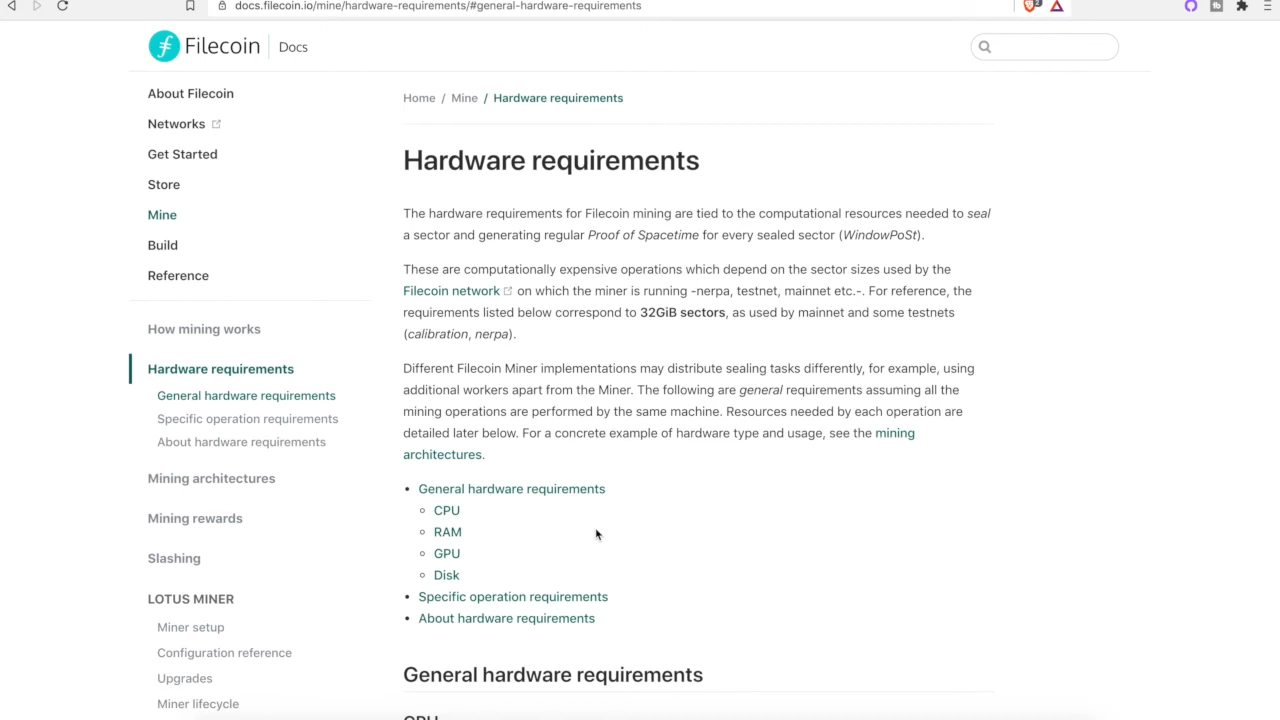 docs.filecoin.io/mine/hardware-requirements/#general-hardware-requirements
Filecoin Docs
About Filecoin
Networks
Get Started
Store
Mine
Build
Reference
How mining works
Hardware requirements
General hardware requirements
Specific operation requirements
About hardware requirements
Mining architectures
Mining rewards
Slashing
LOTUS MINER
Miner setup
Configuration reference
Upgrades
Miner lifecycle
Home / Mine / Hardware requirements
Hardware requirements
The hardware requirements for Filecoin mining are tied to the computational resources needed to seal
a sector and generating regular Proof of Spacetime for every sealed sector (WindowPoSt).
These are computationally expensive operations which depend on the sector sizes used by the
Filecoin network on which the miner is running -nerpa, testnet, mainnet etc.-. For reference, the
requirements listed below correspond to 32GiB sectors, as used by mainnet and some testnets
(calibration, nerpa).
Different Filecoin Miner implementations may distribute sealing tasks differently, for example, using
additional workers apart from the Miner. The following are general requirements assuming all the
mining operations are performed by the same machine. Resources needed by each operation are
detailed later below. For a concrete example of hardware type and usage, see the mining
architectures.
• General hardware requirements
◦ CPU
◦ RAM
◦ GPU
◦ Disk
• Specific operation requirements
• About hardware requirements
General hardware requirements
CPU